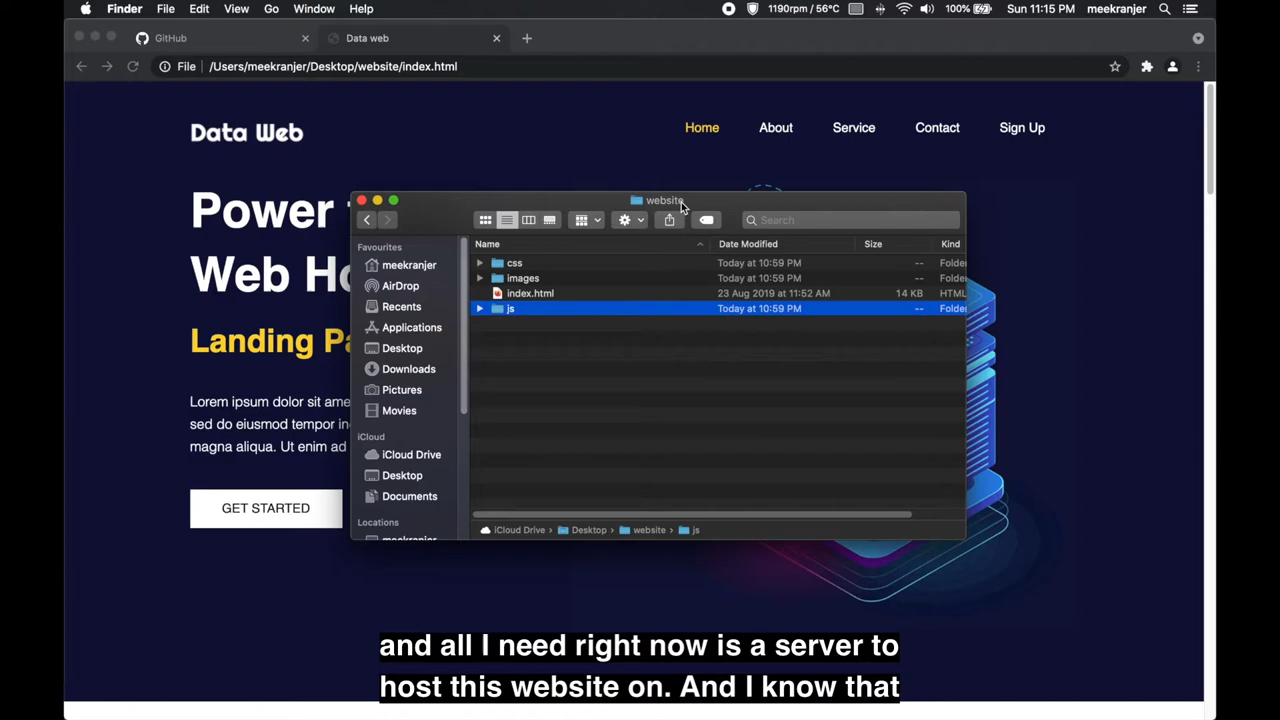 Finder File Edit View Go Window Help 1190rpm / 56°C 100% Sun 11:15 PM meekranjer
GitHub Data web
File /Users/meekranjer/Desktop/website/index.html
Data Web Home About Service Contact Sign Up
Power
Web Ho
Landing Pa
Lorem ipsum dolor sit ame
sed do eiusmod tempor in
magna aliqua. Ut enim ad
GET STARTED
website
Search
Favourites
meekranjer
AirDrop
Recents
Applications
Desktop
Downloads
Pictures
Movies
iCloud
iCloud Drive
Desktop
Documents
Locations
Name Date Modified Size Kind
css Today at 10:59 PM -- Folde
images Today at 10:59 PM -- Folde
index.html 23 Aug 2019 at 11:52 AM 14 KB HTML
js Today at 10:59 PM -- Folde
iCloud Drive › Desktop › website › js
and all I need right now is a server to
host this website on. And I know that